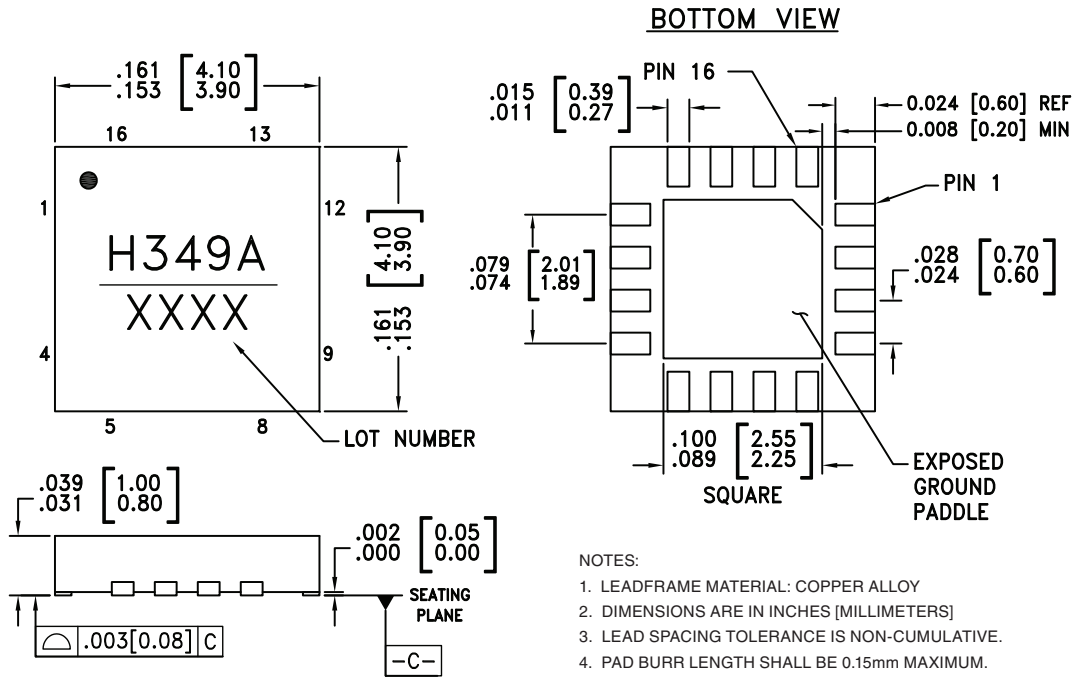 BOTTOM VIEW
.161 [4.10]
.153 [3.90]
16 13
1 12
H349A
XXXX
4 9
5 8
.161 [4.10]
.153 [3.90]
LOT NUMBER
PIN 16
.015 [0.39]
.011 [0.27]
0.024 [0.60] REF
0.008 [0.20] MIN
PIN 1
.079 [2.01]
.074 [1.89]
.028 [0.70]
.024 [0.60]
.100 [2.55]
.089 [2.25]
SQUARE
EXPOSED
GROUND
PADDLE
.039 [1.00]
.031 [0.80]
.002 [0.05]
.000 [0.00]
SEATING
PLANE
.003[0.08] C
-C-
NOTES:
1. LEADFRAME MATERIAL: COPPER ALLOY
2. DIMENSIONS ARE IN INCHES [MILLIMETERS]
3. LEAD SPACING TOLERANCE IS NON-CUMULATIVE.
4. PAD BURR LENGTH SHALL BE 0.15mm MAXIMUM.